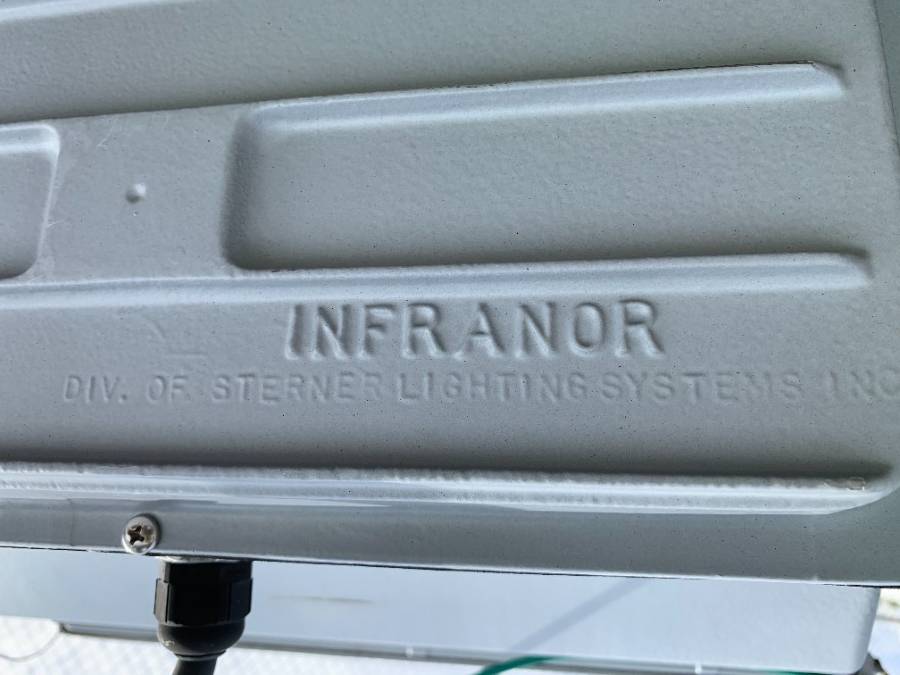 INFRANOR
DIV. OF STERNER LIGHTING SYSTEMS INC